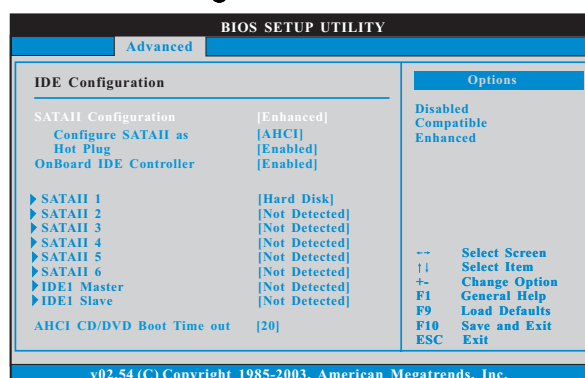 BIOS SETUP UTILITY
Advanced
IDE Configuration
SATAII Configuration [Enhanced]
Configure SATAII as [AHCI]
Hot Plug [Enabled]
OnBoard IDE Controller [Enabled]
SATAII 1 [Hard Disk]
SATAII 2 [Not Detected]
SATAII 3 [Not Detected]
SATAII 4 [Not Detected]
SATAII 5 [Not Detected]
SATAII 6 [Not Detected]
IDE1 Master [Not Detected]
IDE1 Slave [Not Detected]
AHCI CD/DVD Boot Time out [20]
Options
Disabled
Compatible
Enhanced
←→ Select Screen
↑↓ Select Item
+- Change Option
F1 General Help
F9 Load Defaults
F10 Save and Exit
ESC Exit
v02.54 (C) Copyright 1985-2003, American Megatrends, Inc.